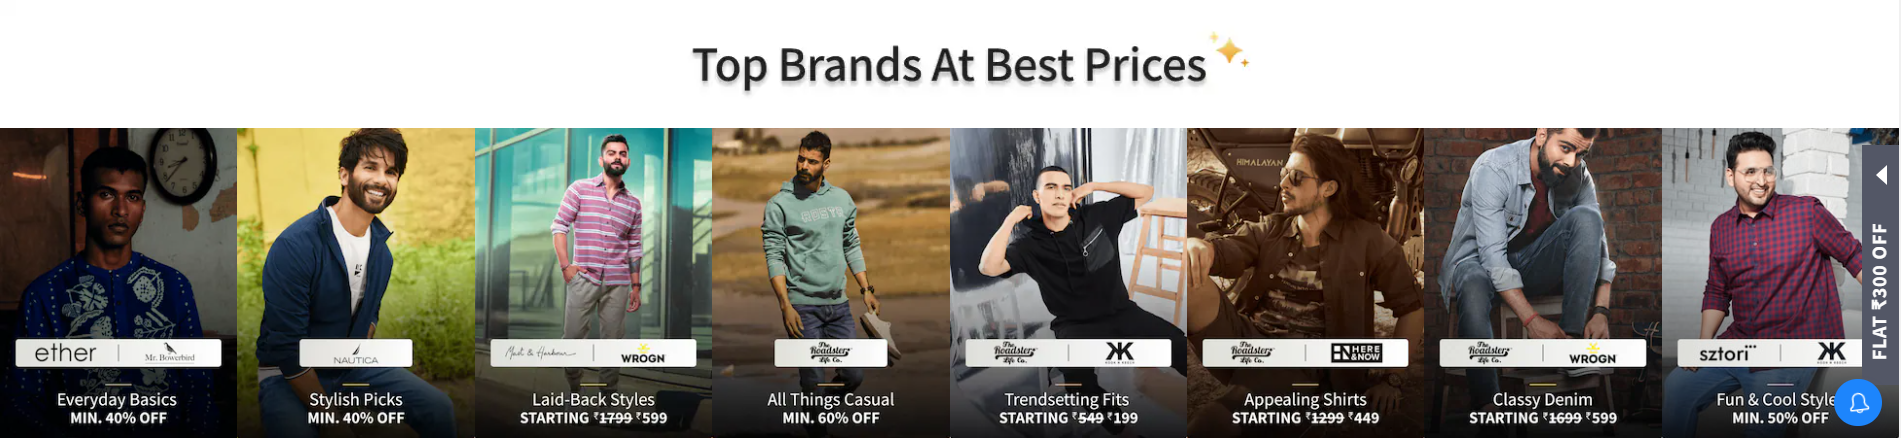 Top Brands At Best Prices
HIMALAYAN
FLAT ₹300 OFF
ether | Mr. Bowerbird
Everyday Basics
MIN. 40% OFF
NAUTICA
Stylish Picks
MIN. 40% OFF
Mast & Harbour | WROGN
Laid-Back Styles
STARTING ₹1799 ₹599
The Roadster Life Co.
All Things Casual
MIN. 60% OFF
The Roadster Life Co. | 
Trendsetting Fits
STARTING ₹549 ₹199
The Roadster Life Co. | HERE & NOW
Appealing Shirts
STARTING ₹1299 ₹449
The Roadster Life Co. | WROGN
Classy Denim
STARTING ₹1699 ₹599
sztori
Fun & Cool Style
MIN. 50% OFF